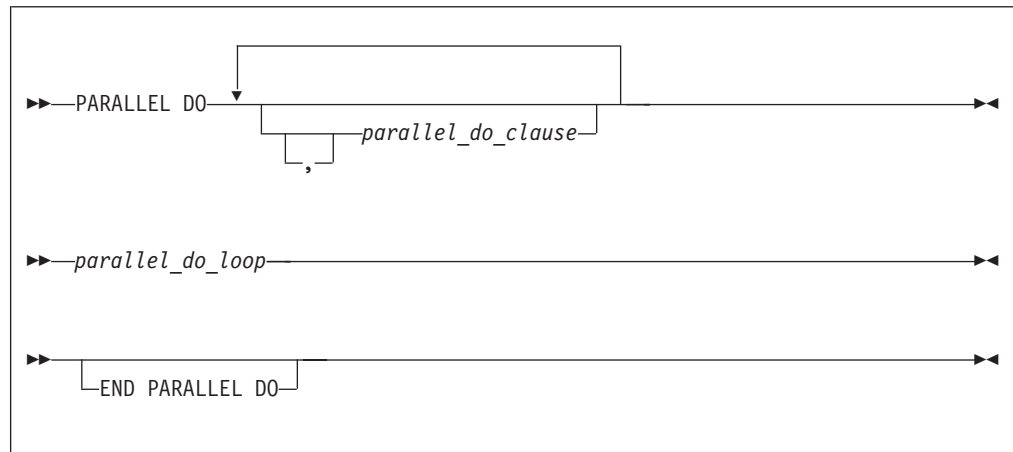 PARALLEL DO
parallel_do_clause
,
parallel_do_loop
END PARALLEL DO